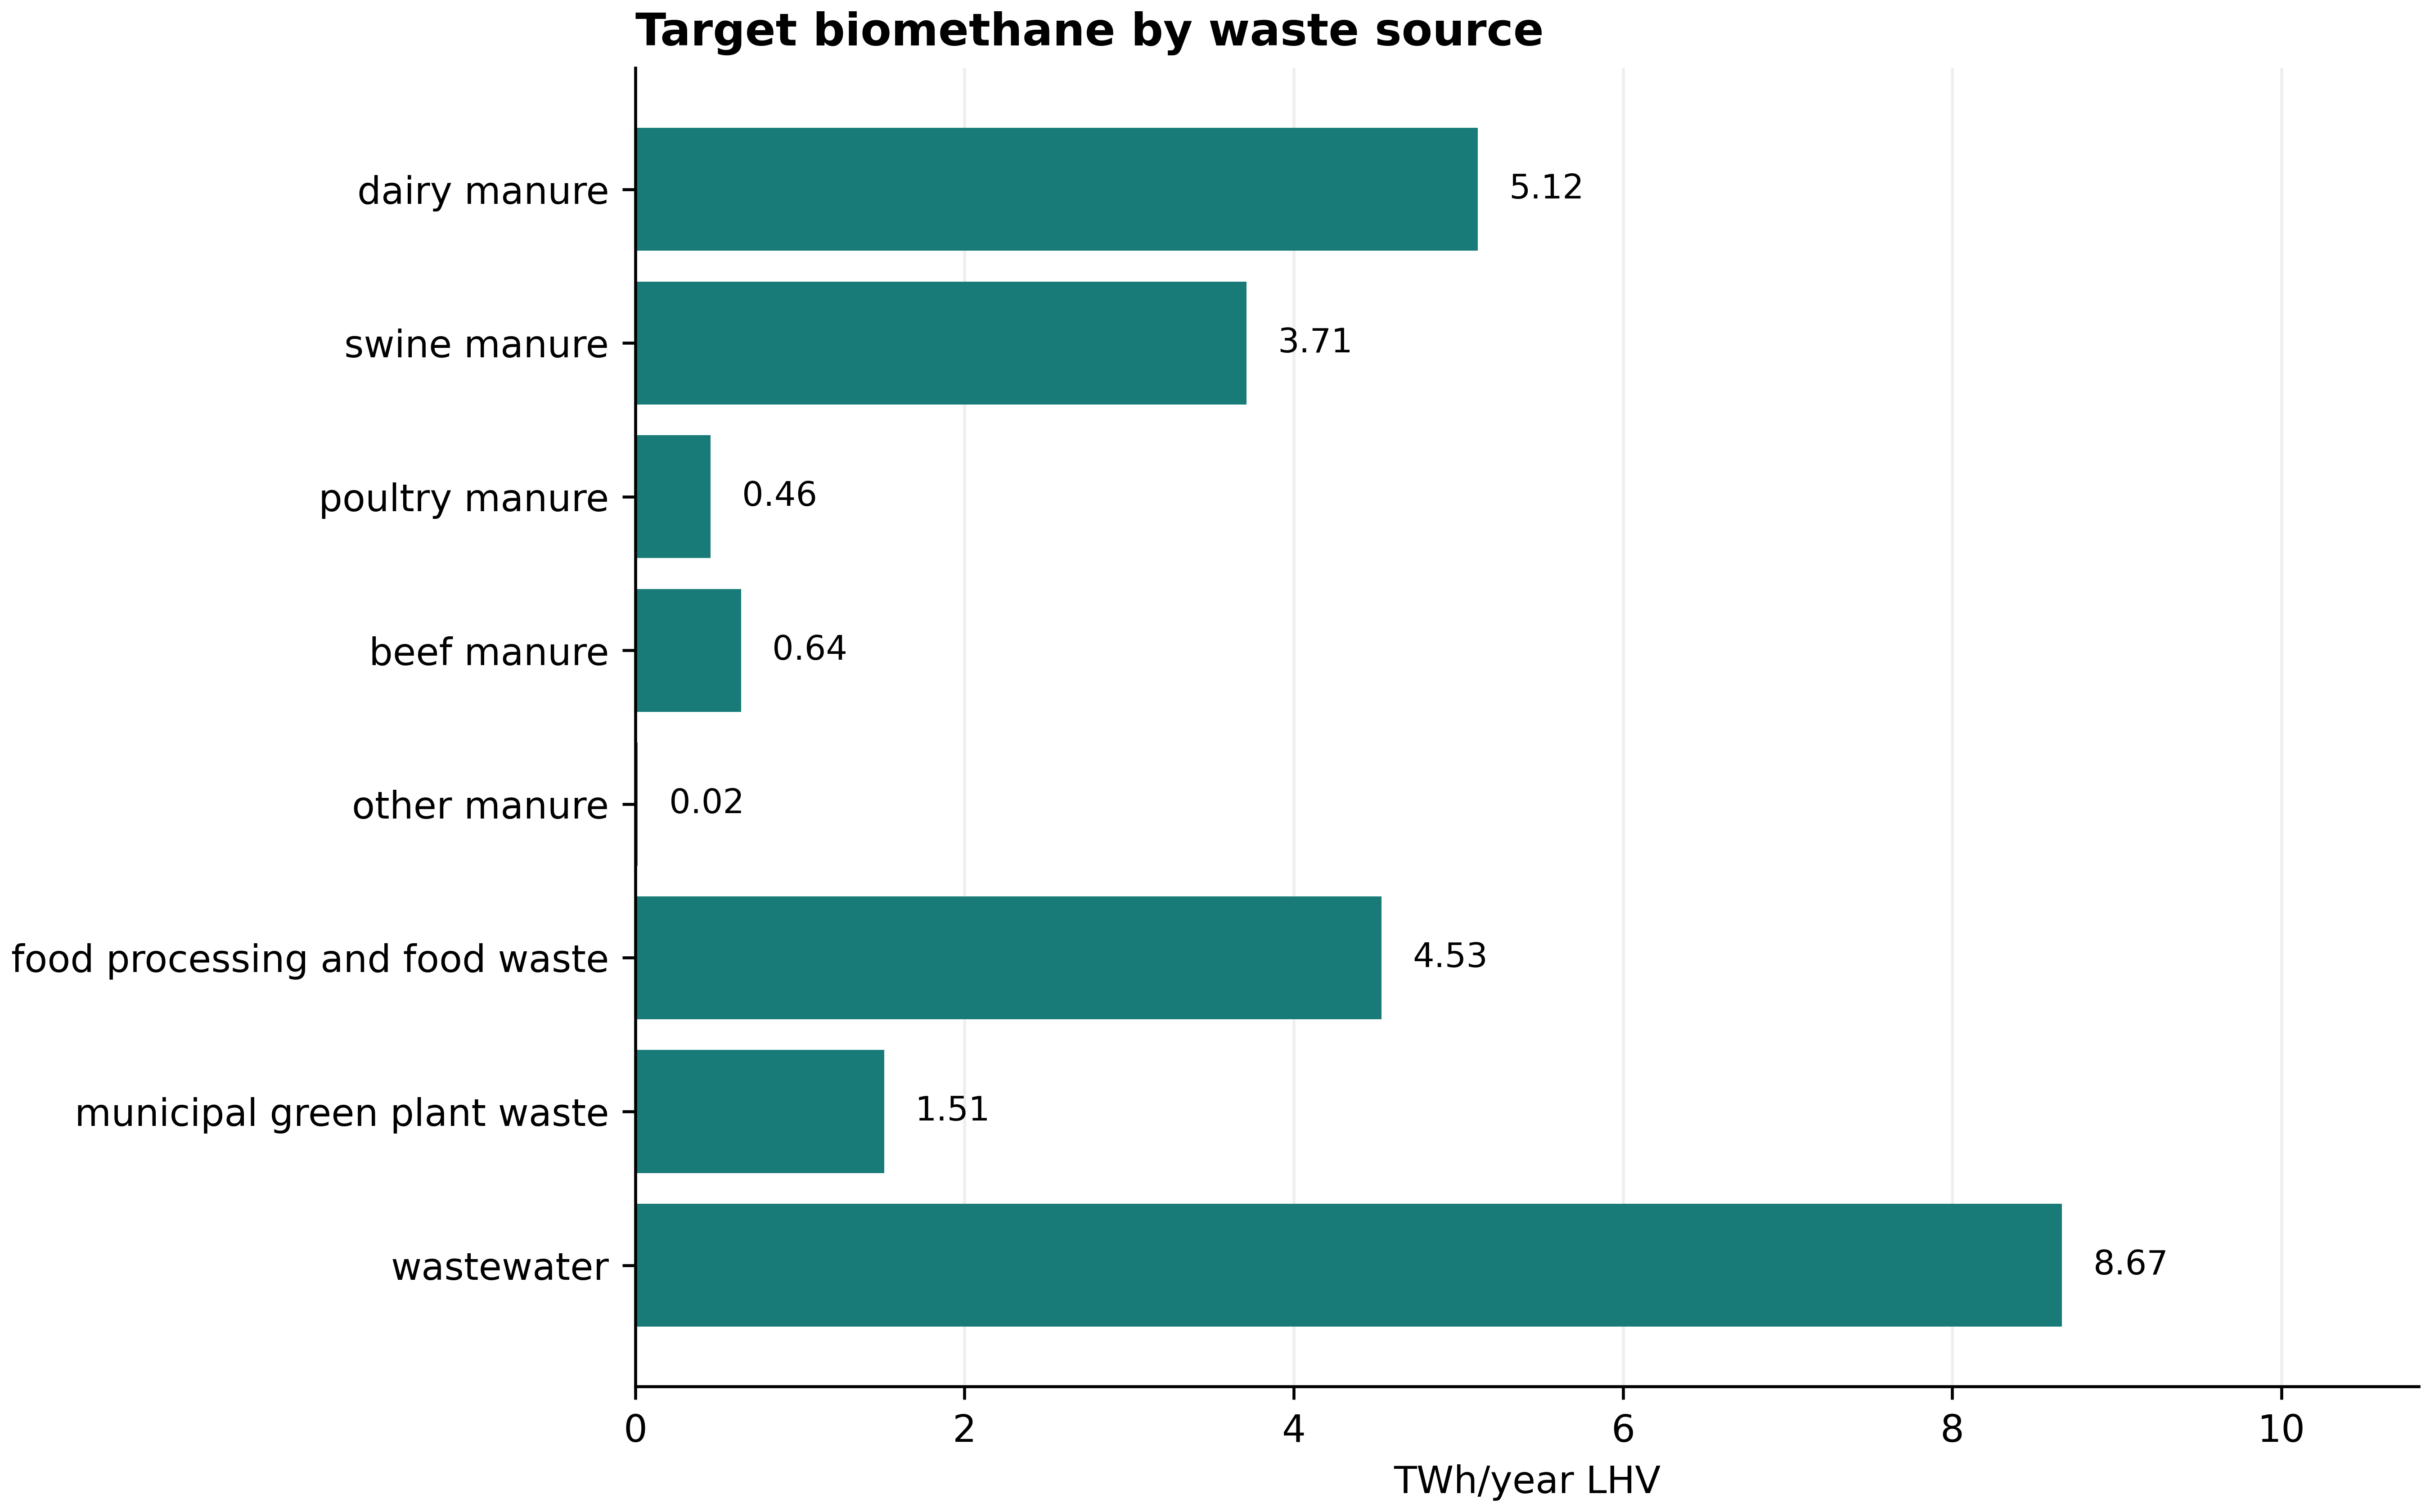 Target biomethane by waste source
dairy manure 5.12
swine manure 3.71
poultry manure 0.46
beef manure 0.64
other manure 0.02
food processing and food waste 4.53
municipal green plant waste 1.51
wastewater 8.67
0 2 4 6 8 10
TWh/year LHV